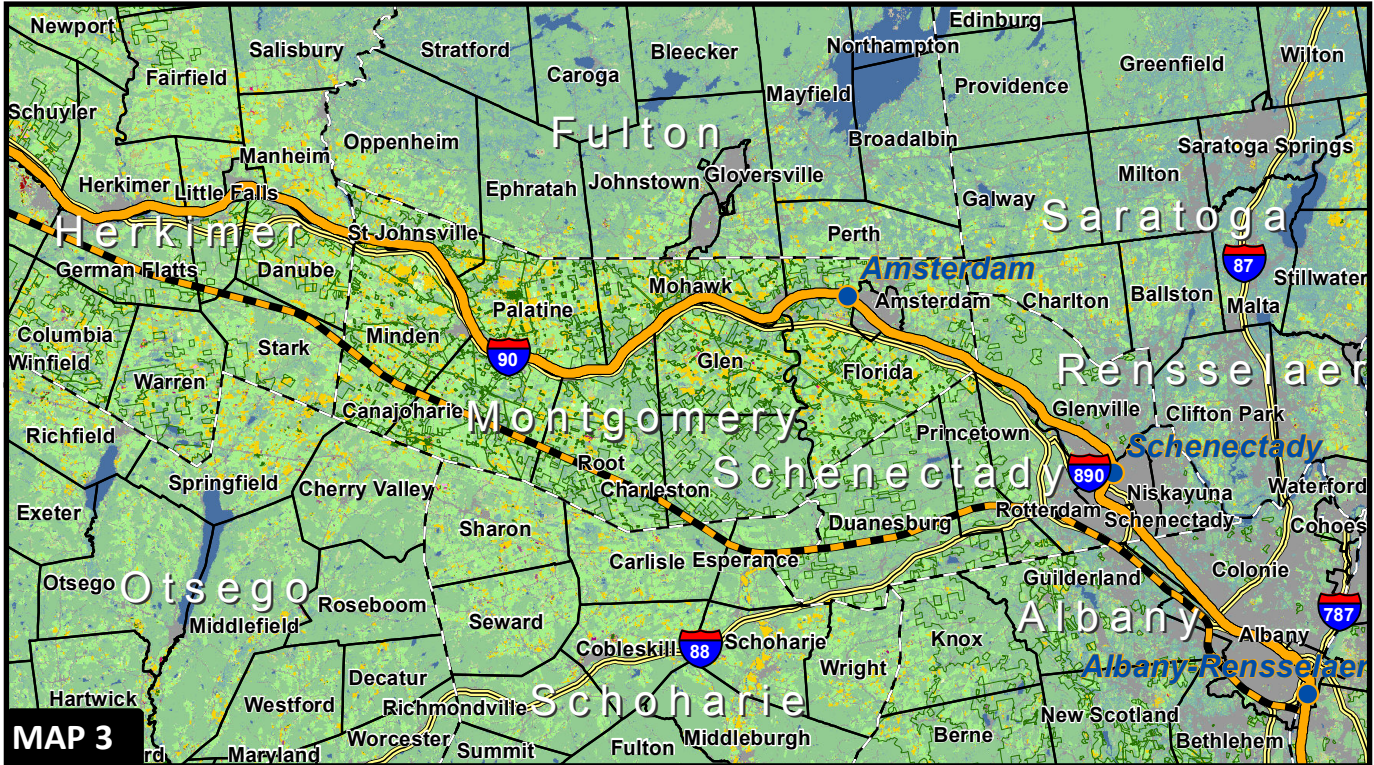 Newport
Salisbury
Stratford
Bleecker
Northampton
Edinburg
Wilton
Fairfield
Caroga
Mayfield
Providence
Greenfield
Schuyler
Fulton
Oppenheim
Broadalbin
Saratoga Springs
Manheim
Herkimer
Little Falls
Ephratah
Johnstown
Gloversville
Galway
Milton
Saratoga
Herkimer
St Johnsville
Perth
87
German Flatts
Danube
Mohawk
Amsterdam
Amsterdam
Charlton
Ballston
Stillwater
Malta
Columbia
Winfield
Minden
Palatine
Stark
90
Glen
Florida
Rensselaer
Warren
Canajoharie
Montgomery
Glenville
Clifton Park
Richfield
Princetown
Schenectady
Springfield
Cherry Valley
Root
Charleston
Schenectady
890
Niskayuna
Waterford
Exeter
Sharon
Duanesburg
Rotterdam
Schenectady
Cohoes
Otsego
Otsego
Carlisle
Esperance
Guilderland
Colonie
Roseboom
Middlefield
Seward
Albany
787
Cobleskill
88
Schoharie
Knox
Albany
Wright
Albany-Rensselaer
Hartwick
Westford
Decatur
Richmondville
Schoharie
New Scotland
MAP 3
rd
Maryland
Worcester
Summit
Fulton
Middleburgh
Berne
Bethlehem